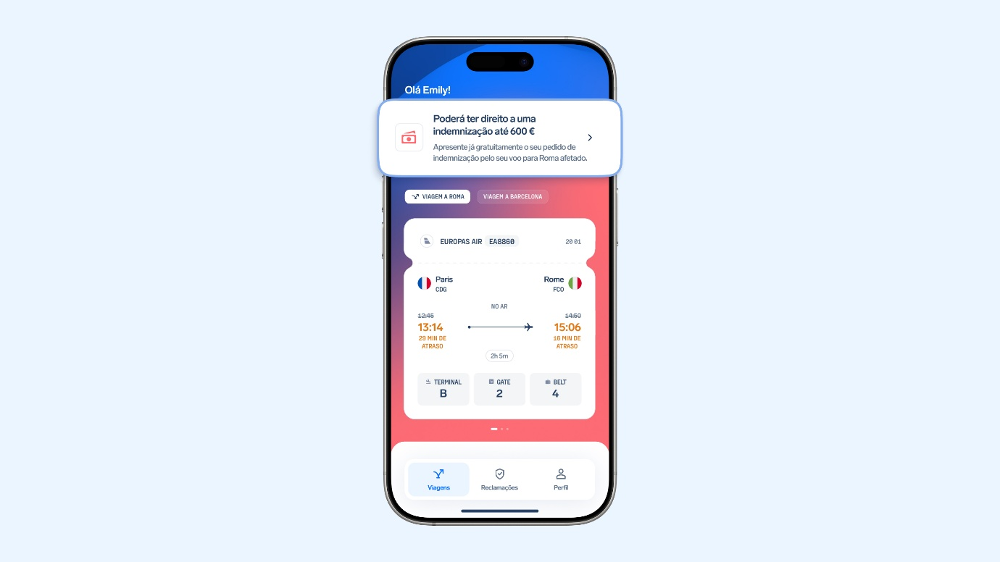 Olá Emily!
Poderá ter direito a uma
indemnização até 600 €
Apresente já gratuitamente o seu pedido de
indemnização pelo seu voo para Roma afetado.
VIAGEM A ROMA
VIAGEM A BARCELONA
EUROPAS AIR EA8860
20 01
Paris
CDG
Rome
FCO
NO AR
12:45
13:14
29 MIN DE
ATRASO
14:50
15:06
16 MIN DE
ATRASO
2h 5m
TERMINAL
B
GATE
2
BELT
4
Viagens
Reclamações
Perfil